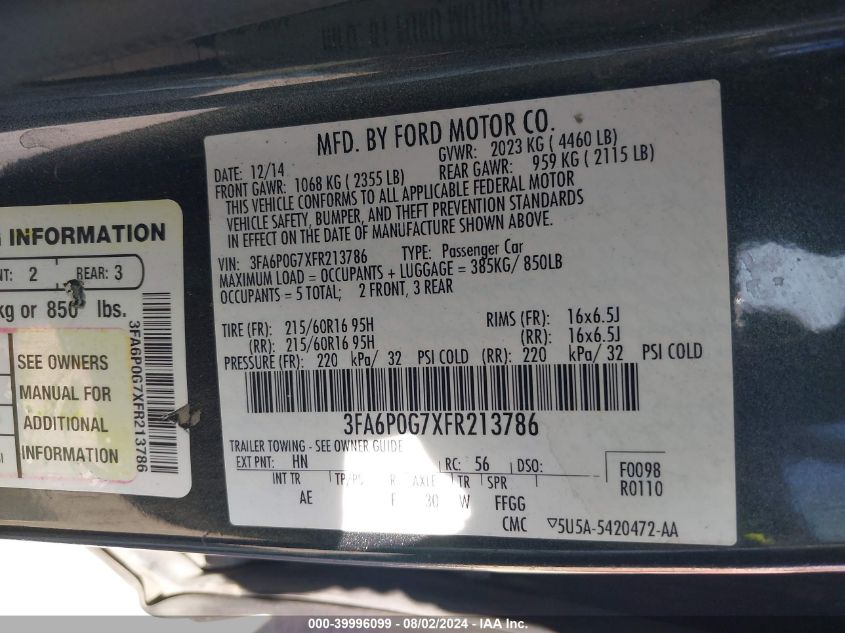 MFD. BY FORD MOTOR CO.
DATE: 12/14 GVWR: 2023 KG ( 4460 LB)
FRONT GAWR: 1068 KG ( 2355 LB) REAR GAWR: 959 KG ( 2115 LB)
THIS VEHICLE CONFORMS TO ALL APPLICABLE FEDERAL MOTOR
VEHICLE SAFETY, BUMPER, AND THEFT PREVENTION STANDARDS
IN EFFECT ON THE DATE OF MANUFACTURE SHOWN ABOVE.
VIN: 3FA6P0G7XFR213786 TYPE: Passenger Car
MAXIMUM LOAD = OCCUPANTS + LUGGAGE = 385KG/ 850LB
OCCUPANTS = 5 TOTAL; 2 FRONT, 3 REAR
TIRE (FR): 215/60R16 95H RIMS (FR): 16x6.5J
(RR): 215/60R16 95H (RR): 16x6.5J
PRESSURE (FR): 220 kPa/ 32 PSI COLD (RR): 220 kPa/ 32 PSI COLD
3FA6P0G7XFR213786
TRAILER TOWING - SEE OWNER GUIDE
EXT PNT: HN RC: 56 DSO: F0098
INT TR TP/PS R AXLE TR SPR R0110
AE F 30 W FFGG
CMC ▽5U5A-5420472-AA
INFORMATION
NT: 2 REAR: 3
kg or 850 lbs.
SEE OWNERS
MANUAL FOR
ADDITIONAL
INFORMATION
3FA6P0G7XFR213786
000-39996099 - 08/02/2024 - IAAI.COM